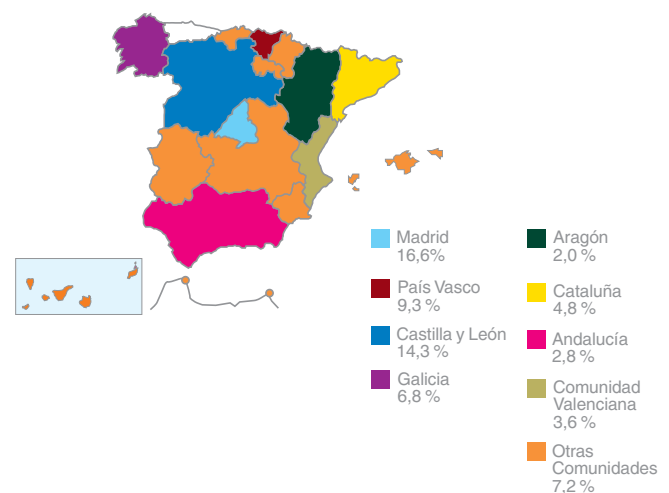 Madrid
16,6%
País Vasco
9,3 %
Castilla y León
14,3 %
Galicia
6,8 %
Aragón
2,0 %
Cataluña
4,8 %
Andalucía
2,8 %
Comunidad
Valenciana
3,6 %
Otras
Comunidades
7,2 %